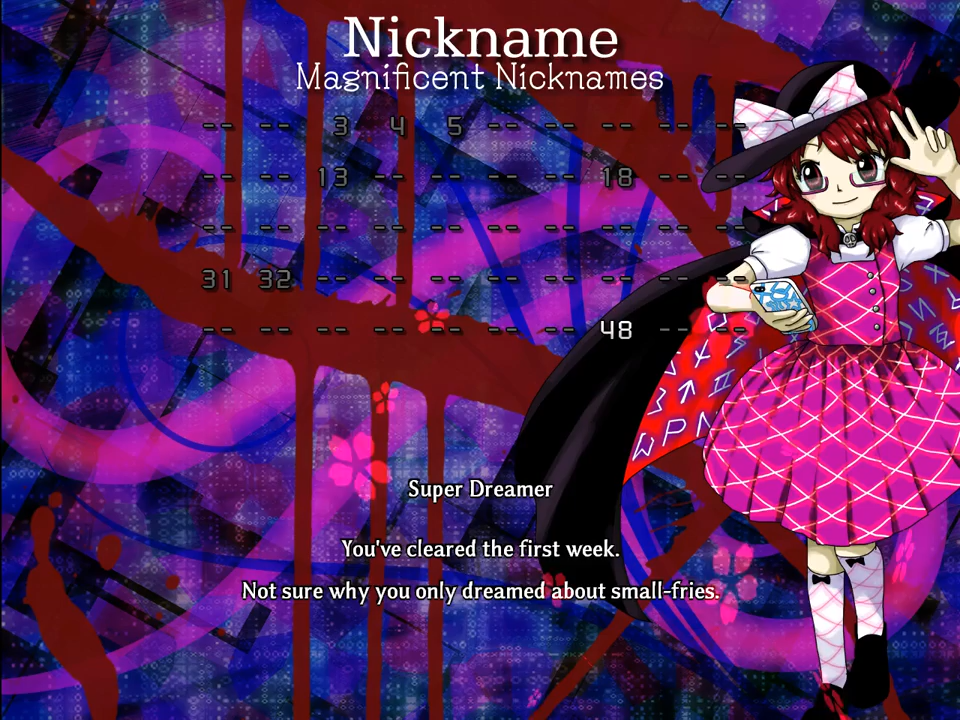 Nickname
Magnificent Nicknames
-- -- 3 4 5 -- -- -- -- --
-- -- 13 -- -- -- -- 18 -- --
-- -- -- -- -- -- -- -- -- --
31 32 -- -- -- -- -- -- -- --
-- -- -- -- -- -- -- 48 -- --
Super Dreamer
You've cleared the first week.
Not sure why you only dreamed about small-fries.